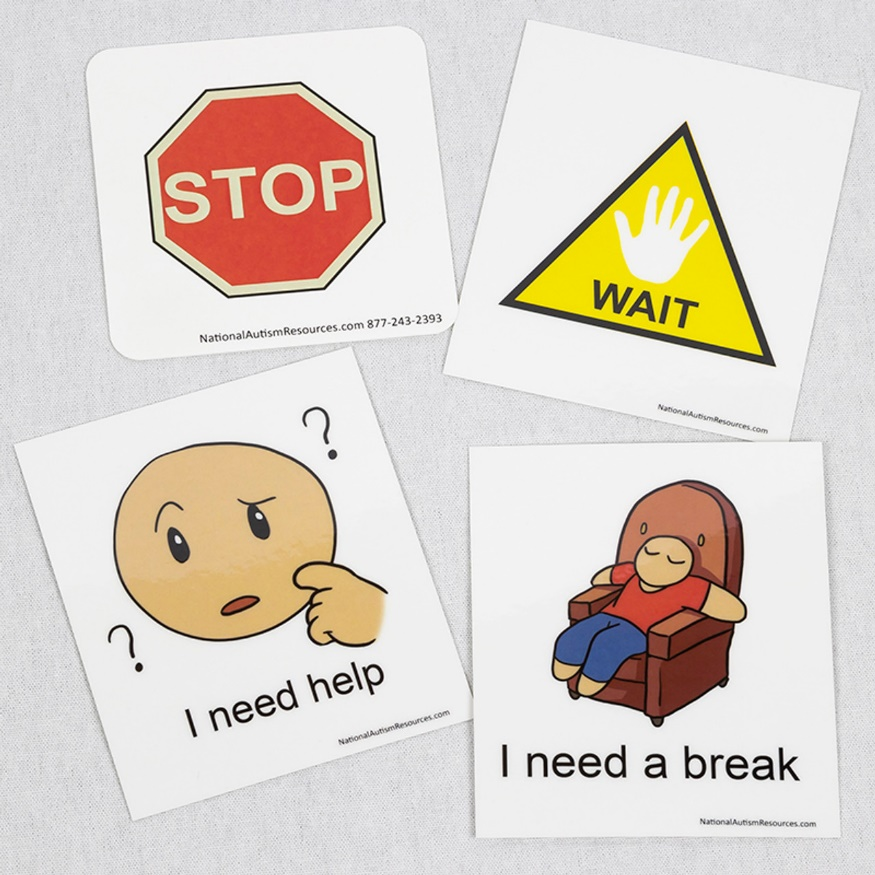 STOP
NationalAutismResources.com 877-243-2393
WAIT
NationalAutismResources.com
?
?
I need help
NationalAutismResources.com
I need a break
NationalAutismResources.com